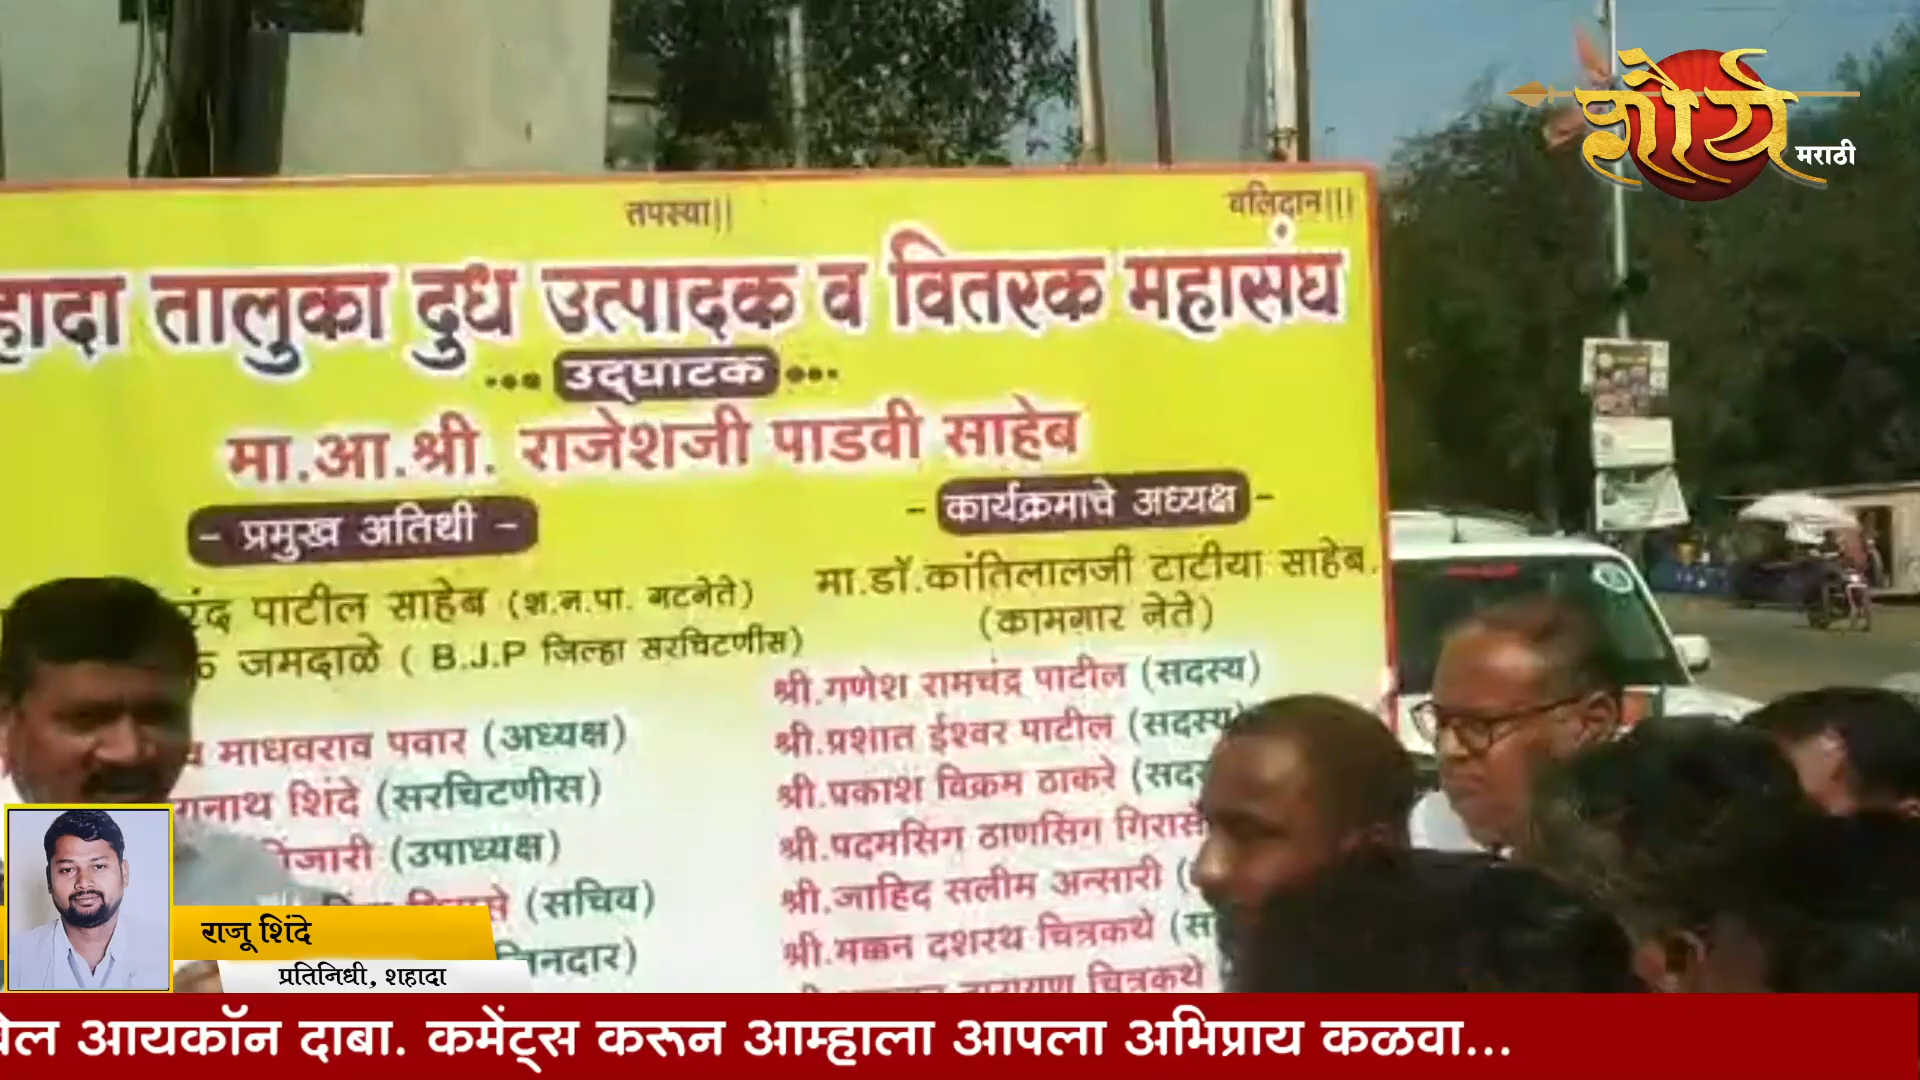 शौर्य
मराठी
तपस्या||
बलिदान|||
तालुका दुध उत्पादक व वितरक महासंघ
उद्घाटक
मा.आ.श्री. राजेशजी पाडवी साहेब
- प्रमुख अतिथी -
- कार्यक्रमाचे अध्यक्ष -
पाटील साहेब (श.न.पा. गटनेते)
जमदाळे ( B.J.P जिल्हा सरचिटणीस)
मा.डॉ.कांतिलालजी टाटीया साहेब.
(कामगार नेते)
माधवराव पवार (अध्यक्ष)
शिंदे (सरचिटणीस)
(उपाध्यक्ष)
(सचिव)
श्री.गणेश रामचंद्र पाटील (सदस्य)
श्री.प्रशात ईश्वर पाटील (सदस्य
श्री.प्रकाश विक्रम ठाकरे
श्री.पदमसिग ठाणसिग
श्री.जाहिद सलीम अन्सारी
श्री.मक्कन दशरथ चित्रकथे
चित्रकथे
राजू शिंदे
प्रतिनिधी, शहादा
आयकॉन दाबा. कमेंट्स करून आम्हाला आपला अभिप्राय कळवा...